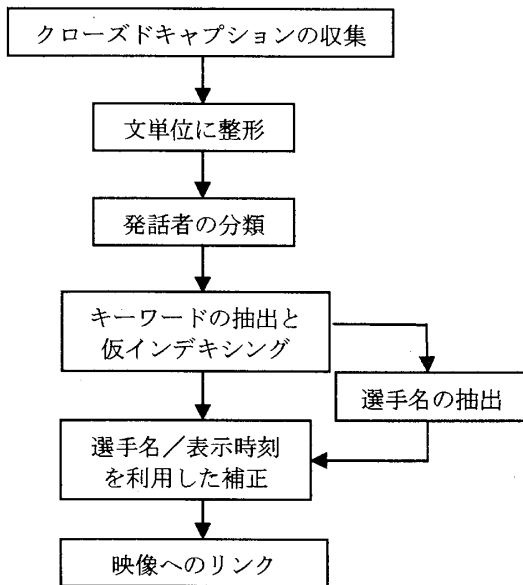 クローズドキャプションの収集
文単位に整形
発話者の分類
キーワードの抽出と
仮インデキシング
選手名の抽出
選手名／表示時刻
を利用した補正
映像へのリンク